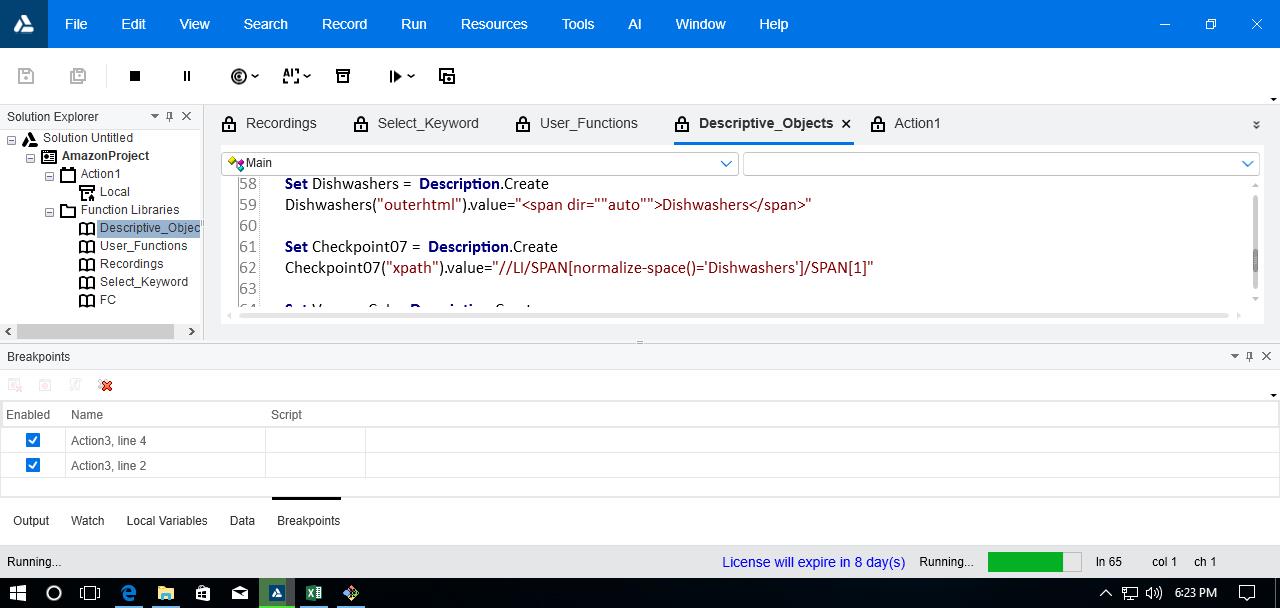 File Edit View Search Record Run Resources Tools AI Window Help
Solution Explorer
Solution Untitled
AmazonProject
Action1
Local
Function Libraries
Descriptive_Objec
User_Functions
Recordings
Select_Keyword
FC
Recordings Select_Keyword User_Functions Descriptive_Objects Action1
Main
58 Set Dishwashers = Description.Create
59 Dishwashers("outerhtml").value="<span dir=""auto"">Dishwashers</span>"
60
61 Set Checkpoint07 = Description.Create
62 Checkpoint07("xpath").value="//LI/SPAN[normalize-space()='Dishwashers']/SPAN[1]"
63
Breakpoints
Enabled Name Script
Action3, line 4
Action3, line 2
Output Watch Local Variables Data Breakpoints
Running... License will expire in 8 day(s) Running... ln 65 col 1 ch 1
6:23 PM